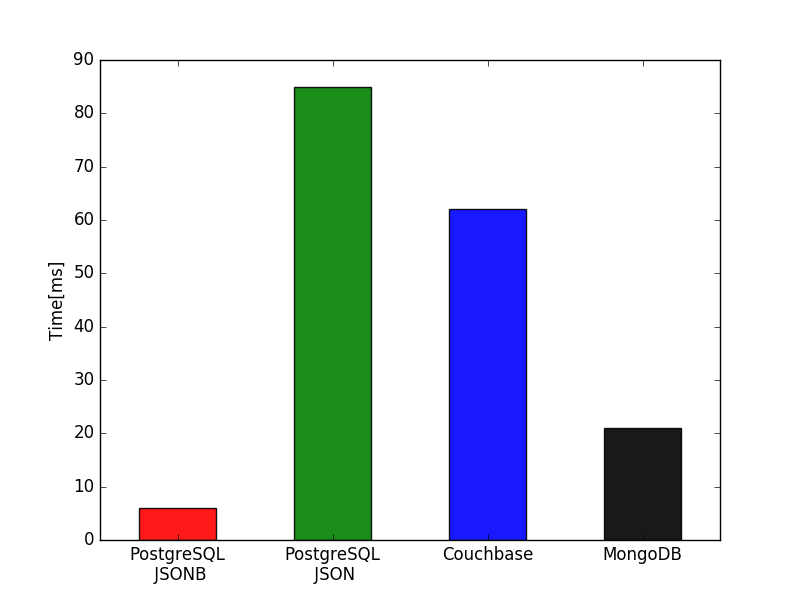 90
80
70
60
50
40
30
20
10
0
Time[ms]
PostgreSQL
JSONB
PostgreSQL
JSON
Couchbase
MongoDB